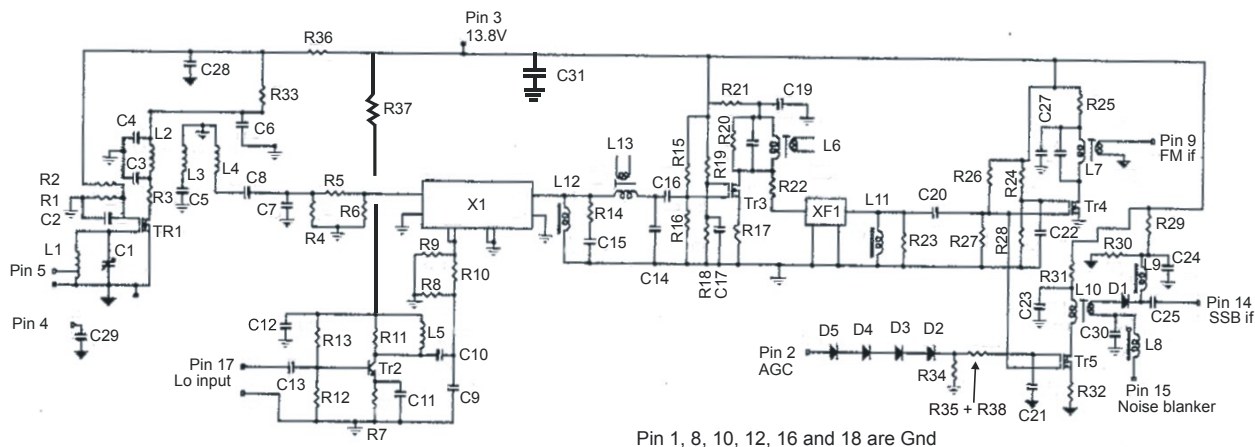 Pin 3
13.8V
R36
C28
C31
R33
R37
R21
C19
C27
R25
C4
L2
C6
L13
R15
R20
R19
L6
Pin 9
FM if
L7
C3
L4
R2
L3
C8
R5
L12
C16
R22
L11
C20
R26
R24
R1
R3
C5
C7
R6
X1
R14
Tr3
XF1
Tr4
C2
TR1
R4
R16
R17
R29
L1
C1
R9
C15
R23
R27
R28
C22
R30
Pin 5
R10
C14
R18
C17
L9
C24
R8
R31
L10
D1
Pin 4
C29
C12
R13
R11
L5
C23
C25
Pin 14
SSB if
C10
D5
D4
D3
D2
C30
L8
Pin 17
Lo input
Tr2
Pin 2
AGC
Tr5
C13
R12
C11
C9
R34
R32
R7
R35 + R38
C21
Pin 15
Noise blanker
Pin 1, 8, 10, 12, 16 and 18 are Gnd